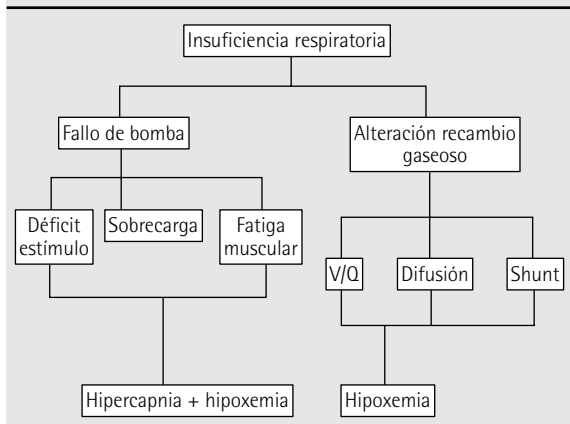 Insuficiencia respiratoria
Fallo de bomba
Alteración recambio
gaseoso
Déficit
estímulo
Sobrecarga
Fatiga
muscular
V/Q
Difusión
Shunt
Hipercapnia + hipoxemia
Hipoxemia